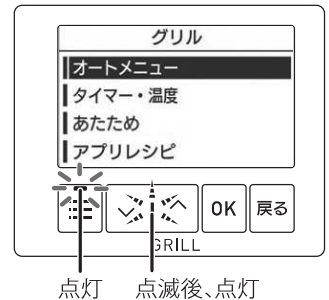 グリル
オートメニュー
タイマー・温度
あたため
アプリレシピ
OK 戻る
GRILL
点灯 点滅後、点灯